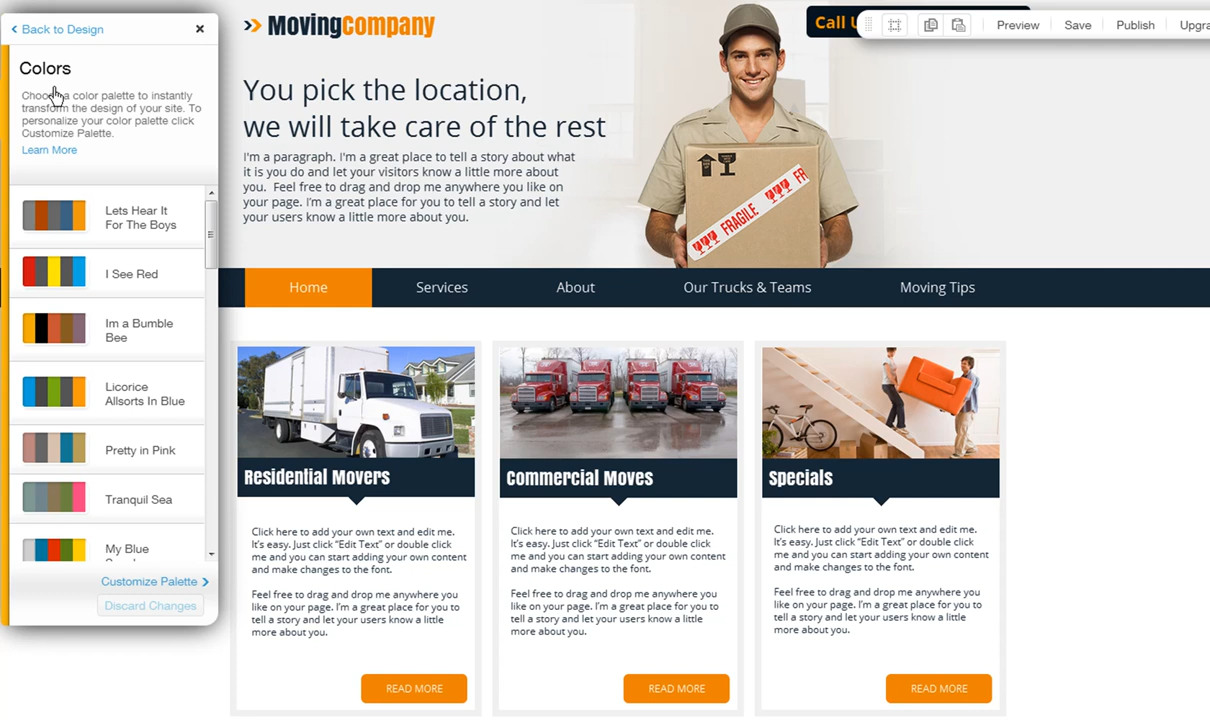 Back to Design
Colors
Choose a color palette to instantly
transform the design of your site. To
personalize your color palette click
Customize Palette.
Learn More
Lets Hear It
For The Boys
I See Red
Im a Bumble
Bee
Licorice
Allsorts In Blue
Pretty in Pink
Tranquil Sea
My Blue
Customize Palette
Discard Changes
MovingCompany
Call
Preview
Save
Publish
You pick the location,
we will take care of the rest
I'm a paragraph. I'm a great place to tell a story about what
it is you do and let your visitors know a little more about
you. Feel free to drag and drop me anywhere you like on
your page. I'm a great place for you to tell a story and let
your users know a little more about you.
FRAGILE
FR
Home
Services
About
Our Trucks & Teams
Moving Tips
Residential Movers
Click here to add your own text and edit me.
It's easy. Just click "Edit Text" or double click
me and you can start adding your own content
and make changes to the font.
Feel free to drag and drop me anywhere you
like on your page. I'm a great place for you to
tell a story and let your users know a little
more about you.
READ MORE
Commercial Moves
Click here to add your own text and edit me.
It's easy. Just click "Edit Text" or double click
me and you can start adding your own content
and make changes to the font.
Feel free to drag and drop me anywhere you
like on your page. I'm a great place for you to
tell a story and let your users know a little
more about you.
READ MORE
Specials
Click here to add your own text and edit me.
It's easy. Just click "Edit Text" or double click
me and you can start adding your own content
and make changes to the font.
Feel free to drag and drop me anywhere you
like on your page. I'm a great place for you to
tell a story and let your users know a little
more about you.
READ MORE